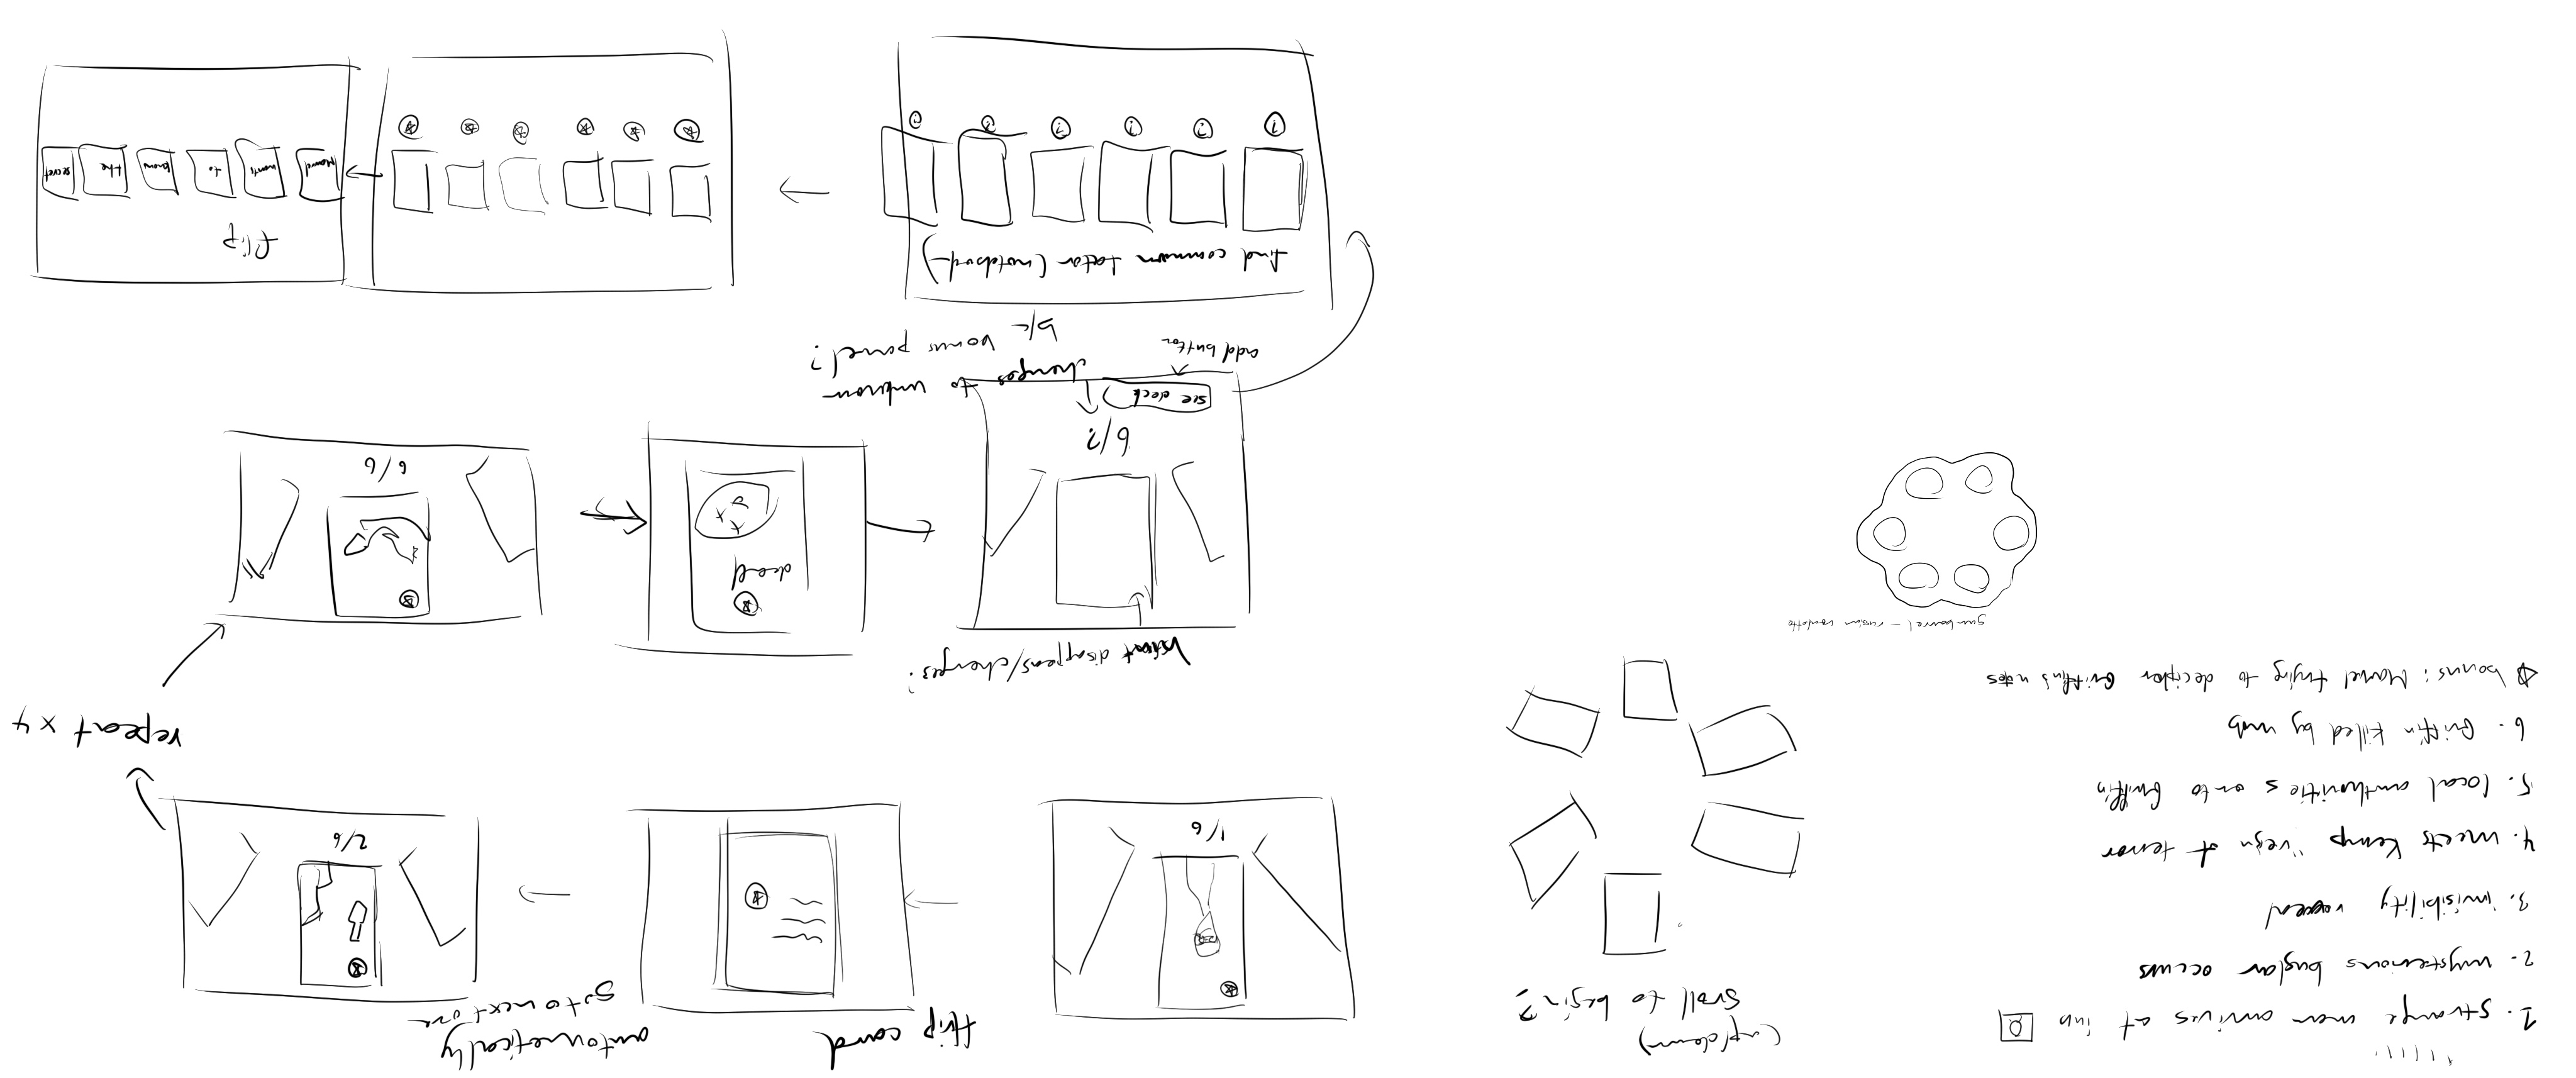 1. strange man arrives at inn
2. mysterious buglar occurs
3. invisibility reveal
4. meets Kemp "reign of terror
5. local authorities onto Griffin
6. Griffin killed by mob
bonus: Marvel trying to decipher Griffin's notes
gun barrel - russian roulette
(up/down)
sroll to begin?
1/6
flip card
automatically
go to next one
2/6
repeat x 4
6/6
dead
disappears/changes?
6/?
see deck
add button
changes to unknown
b/c bonus panel?
find common factor (notebook)
? ? ? ? ? ?
flip
Marvel wants to know the secret